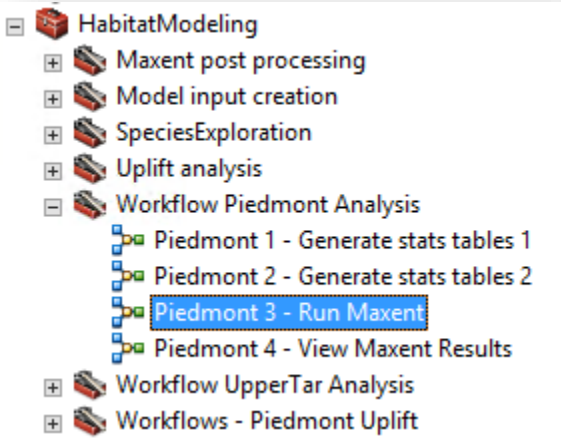 HabitatModeling
Maxent post processing
Model input creation
SpeciesExploration
Uplift analysis
Workflow Piedmont Analysis
Piedmont 1 - Generate stats tables 1
Piedmont 2 - Generate stats tables 2
Piedmont 3 - Run Maxent
Piedmont 4 - View Maxent Results
Workflow UpperTar Analysis
Workflows - Piedmont Uplift